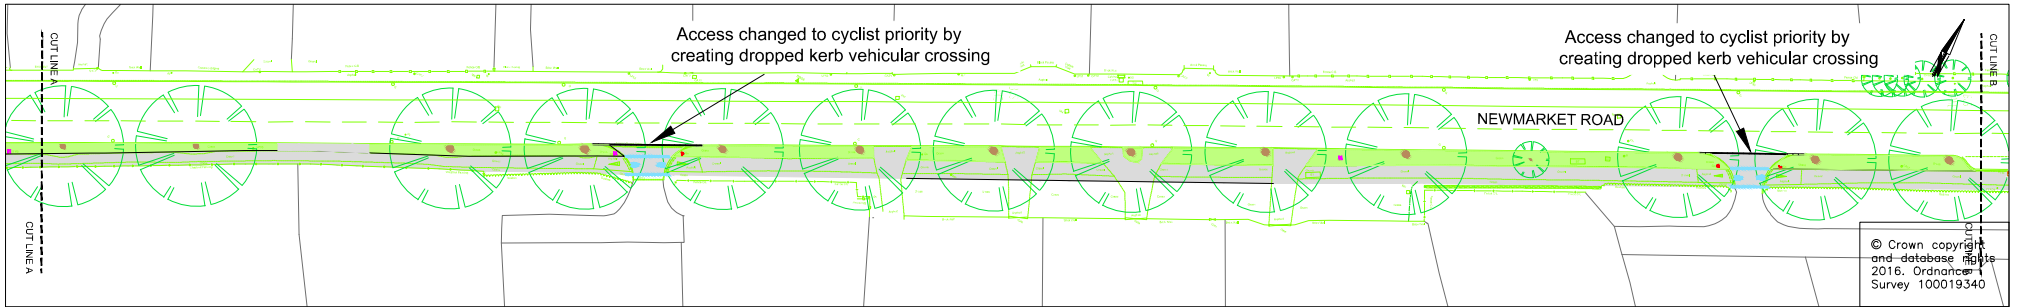 Access changed to cyclist priority by
creating dropped kerb vehicular crossing
Access changed to cyclist priority by
creating dropped kerb vehicular crossing
CUT LINE A
CUT LINE B
NEWMARKET ROAD
CUT LINE A
CUT LINE B
© Crown copyright
and database rights
2016. Ordnance
Survey 100019340